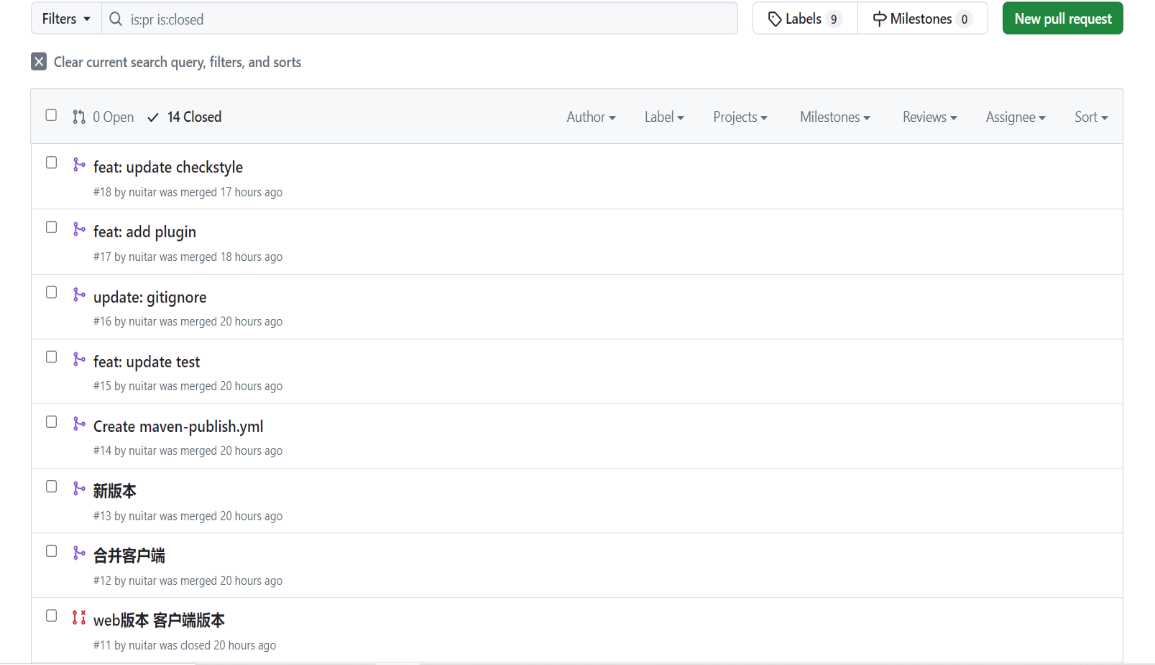 Filters is:pr is:closed Labels 9 Milestones 0 New pull request
Clear current search query, filters, and sorts
0 Open 14 Closed Author Label Projects Milestones Reviews Assignee Sort
feat: update checkstyle
#18 by nuitar was merged 17 hours ago
feat: add plugin
#17 by nuitar was merged 18 hours ago
update: gitignore
#16 by nuitar was merged 20 hours ago
feat: update test
#15 by nuitar was merged 20 hours ago
Create maven-publish.yml
#14 by nuitar was merged 20 hours ago
新版本
#13 by nuitar was merged 20 hours ago
合并客户端
#12 by nuitar was merged 20 hours ago
web版本 客户端版本
#11 by nuitar was closed 20 hours ago